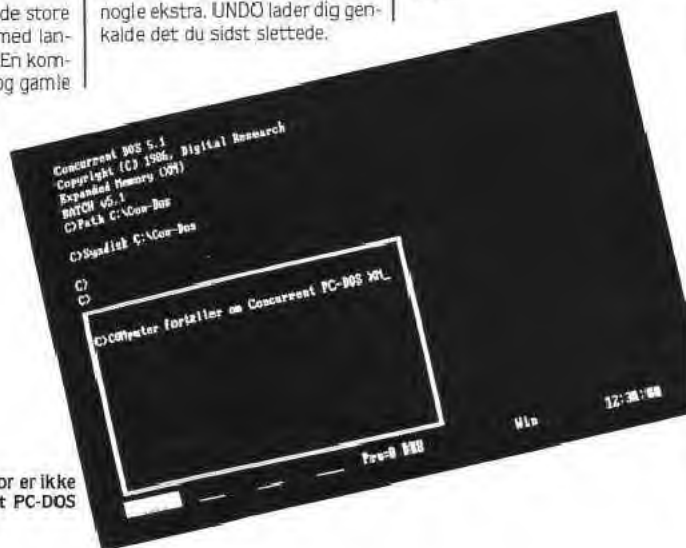 de store
med lan-
En kom-
og gamle
nogle ekstra. UNDO lader dig gen-
kalde det du sidst slettede.
Concurrent DOS 5.1
Copyright (C) 1986, Digital Research
Expanded Memory (XM)
BATCH v5.1
C>Path C:\Con-Dos
C>Sysdisk C:\Con-Dos
C>
C>
C>COMputer fortæller om Concurrent PC-DOS XM_
Win
or er ikke
t PC-DOS